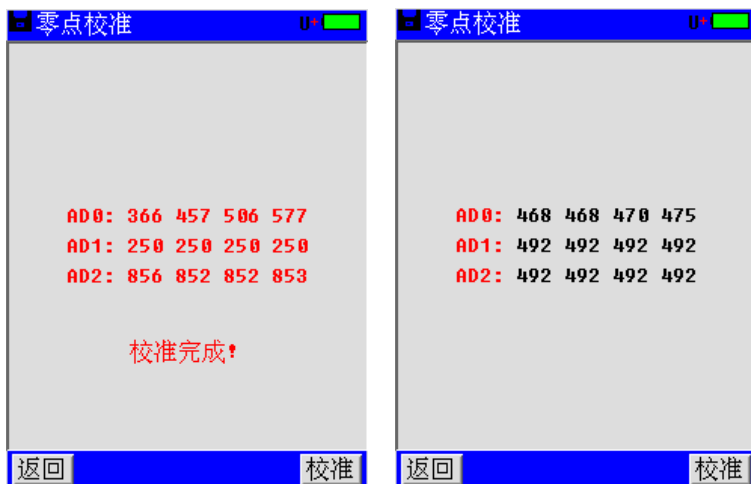 零点校准 U+
AD0: 366 457 506 577
AD1: 250 250 250 250
AD2: 856 852 852 853
校准完成!
返回 校准
零点校准 U+
AD0: 468 468 470 475
AD1: 492 492 492 492
AD2: 492 492 492 492
返回 校准